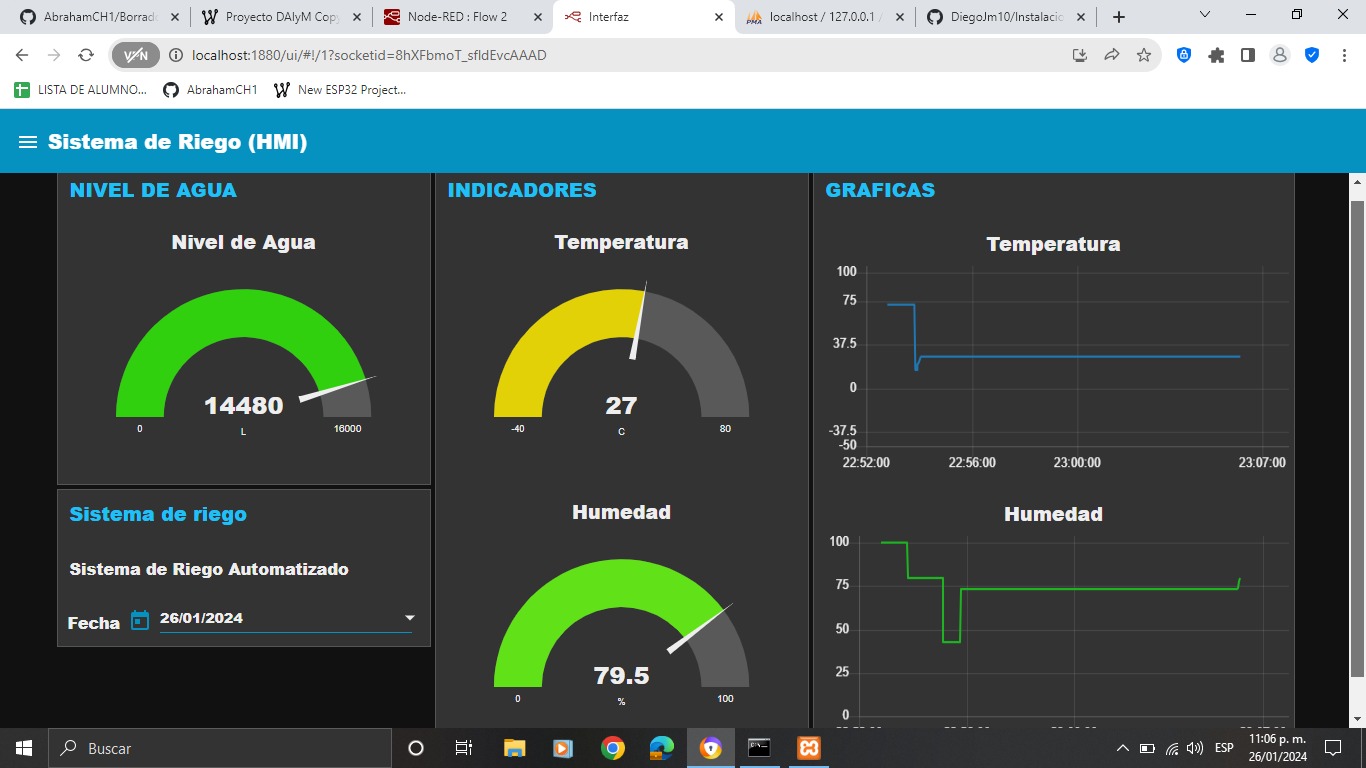 AbrahamCH1/Borrad
Proyecto DAIyM Copy
Node-RED : Flow 2
Interfaz
localhost / 127.0.0.1 /
DiegoJm10/Instalacio
VPN
localhost:1880/ui/#!/1?socketid=8hXFbmoT_sfldEvcAAAD
LISTA DE ALUMNO...
AbrahamCH1
New ESP32 Project...
Sistema de Riego (HMI)
NIVEL DE AGUA
Nivel de Agua
14480
0
L
16000
Sistema de riego
Sistema de Riego Automatizado
Fecha
26/01/2024
INDICADORES
Temperatura
27
-40
C
80
Humedad
79.5
0
%
100
GRAFICAS
Temperatura
100
75
37.5
0
-37.5
-50
22:52:00
22:56:00
23:00:00
23:07:00
Humedad
100
75
50
25
0
Buscar
ESP
11:06 p. m.
26/01/2024